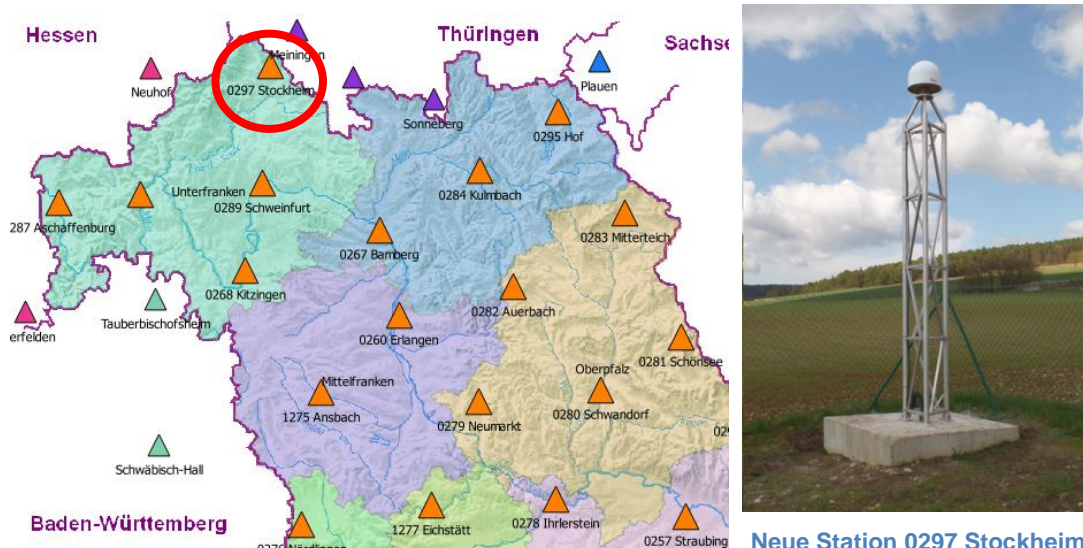 Hessen
Thüringen
Meiningen
Neuhof
0297 Stockheim
Plauen
Sonneberg
0295 Hof
Unterfranken
0284 Kulmbach
0289 Schweinfurt
287 Aschaffenburg
0283 Mitterteich
0267 Bamberg
0268 Kitzingen
0282 Auerbach
Tauberbischofsheim
erfelden
0260 Erlangen
0281 Schönsee
Oberpfalz
Mittelfranken
1275 Ansbach
0280 Schwandorf
0279 Neumarkt
Schwäbisch-Hall
0278 Ihrlerstein
Baden-Württemberg
1277 Eichstätt
0257 Straubing
Neue Station 0297 Stockheim